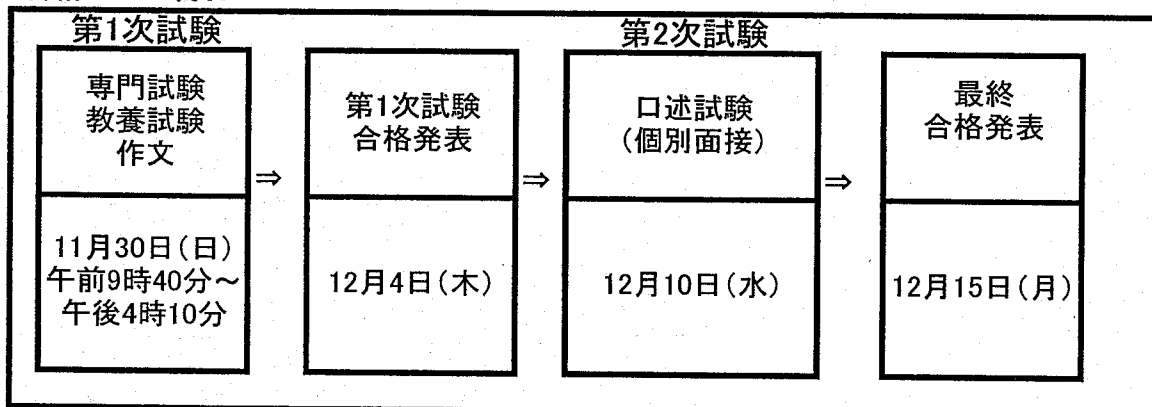 第1次試験
専門試験
教養試験
作文
11月30日(日)
午前9時40分～
午後4時10分
⇒
第1次試験
合格発表
12月4日(木)
⇒
第2次試験
口述試験
(個別面接)
12月10日(水)
⇒
最終
合格発表
12月15日(月)